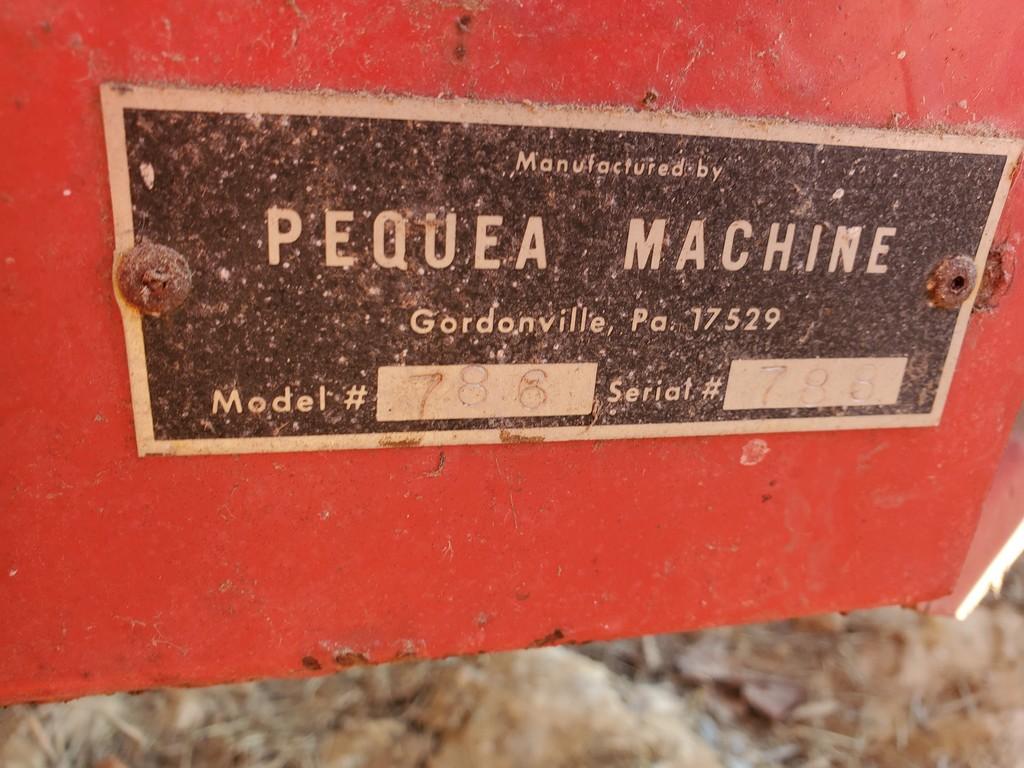 Manufactured by
PEQUEA MACHINE
Gordonville, Pa. 17529
Model # 786 Serial # 788